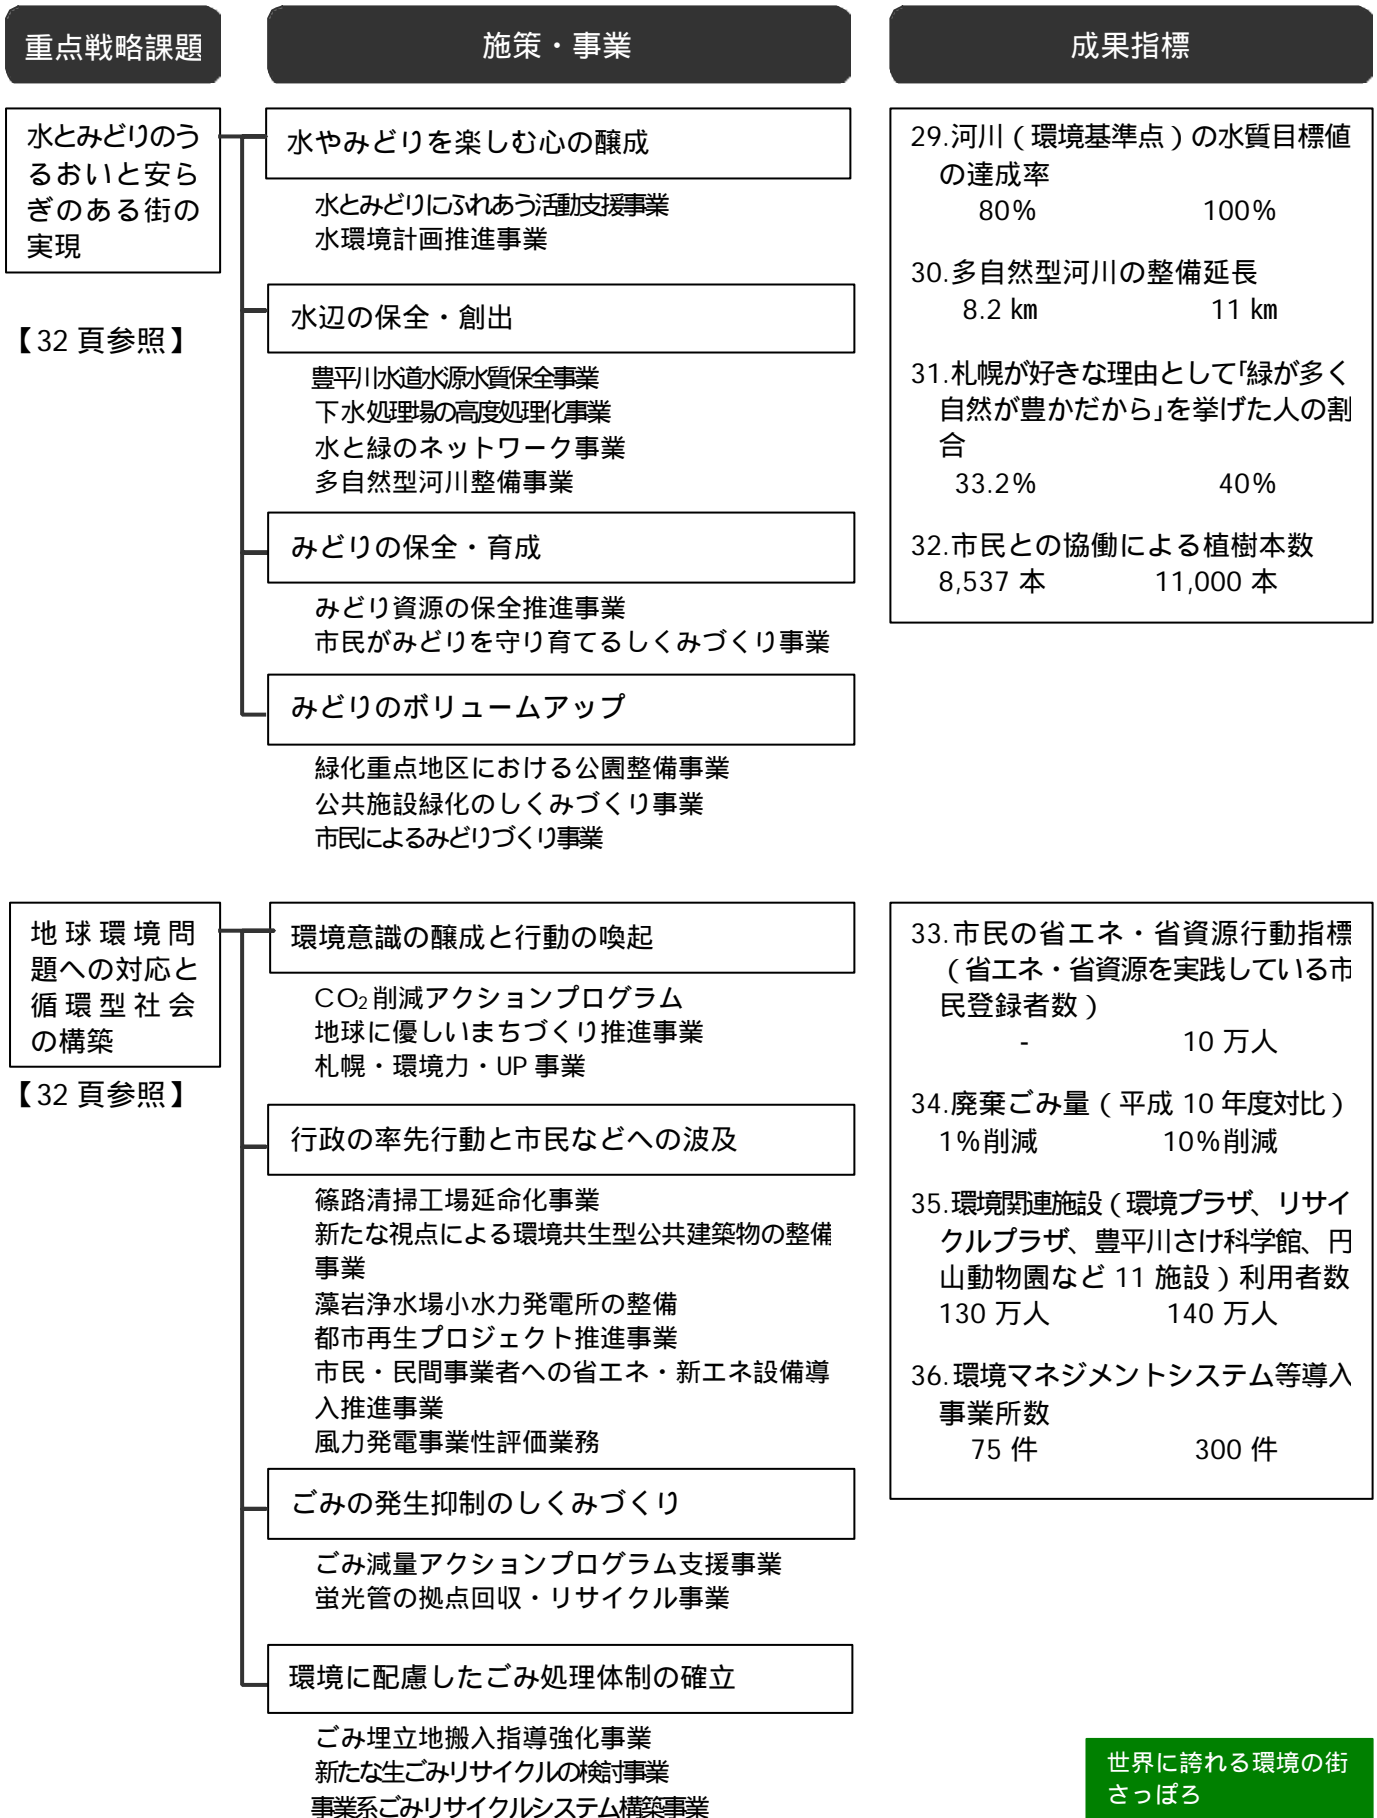 重点戦略課題
施策・事業
成果指標
水とみどりのう
るおいと安ら
ぎのある街の
実現
【32 頁参照】
水やみどりを楽しむ心の醸成
水とみどりにふれあう活動支援事業
水環境計画推進事業
水辺の保全・創出
豊平川水道水源水質保全事業
下水処理場の高度処理化事業
水と緑のネットワーク事業
多自然型河川整備事業
みどりの保全・育成
みどり資源の保全推進事業
市民がみどりを守り育てるしくみづくり事業
みどりのボリュームアップ
緑化重点地区における公園整備事業
公共施設緑化のしくみづくり事業
市民によるみどりづくり事業
29.河川（環境基準点）の水質目標値
の達成率
80% 100%
30.多自然型河川の整備延長
8.2 ㎞ 11 ㎞
31.札幌が好きな理由として｢緑が多く
自然が豊かだから｣を挙げた人の割
合
33.2% 40%
32.市民との協働による植樹本数
8,537 本 11,000 本
地球環境問
題への対応と
循環型社会
の構築
【32 頁参照】
環境意識の醸成と行動の喚起
CO₂削減アクションプログラム
地球に優しいまちづくり推進事業
札幌・環境力・UP 事業
行政の率先行動と市民などへの波及
篠路清掃工場延命化事業
新たな視点による環境共生型公共建築物の整備
事業
藻岩浄水場小水力発電所の整備
都市再生プロジェクト推進事業
市民・民間事業者への省エネ・新エネ設備導
入推進事業
風力発電事業性評価業務
ごみの発生抑制のしくみづくり
ごみ減量アクションプログラム支援事業
蛍光管の拠点回収・リサイクル事業
環境に配慮したごみ処理体制の確立
ごみ埋立地搬入指導強化事業
新たな生ごみリサイクルの検討事業
事業系ごみリサイクルシステム構築事業
33.市民の省エネ・省資源行動指標
（省エネ・省資源を実践している市
民登録者数）
- 10 万人
34.廃棄ごみ量（平成 10 年度対比）
1%削減 10%削減
35.環境関連施設（環境プラザ、リサイ
クルプラザ、豊平川さけ科学館、円
山動物園など 11 施設）利用者数
130 万人 140 万人
36.環境マネジメントシステム等導入
事業所数
75 件 300 件
世界に誇れる環境の街
さっぽろ